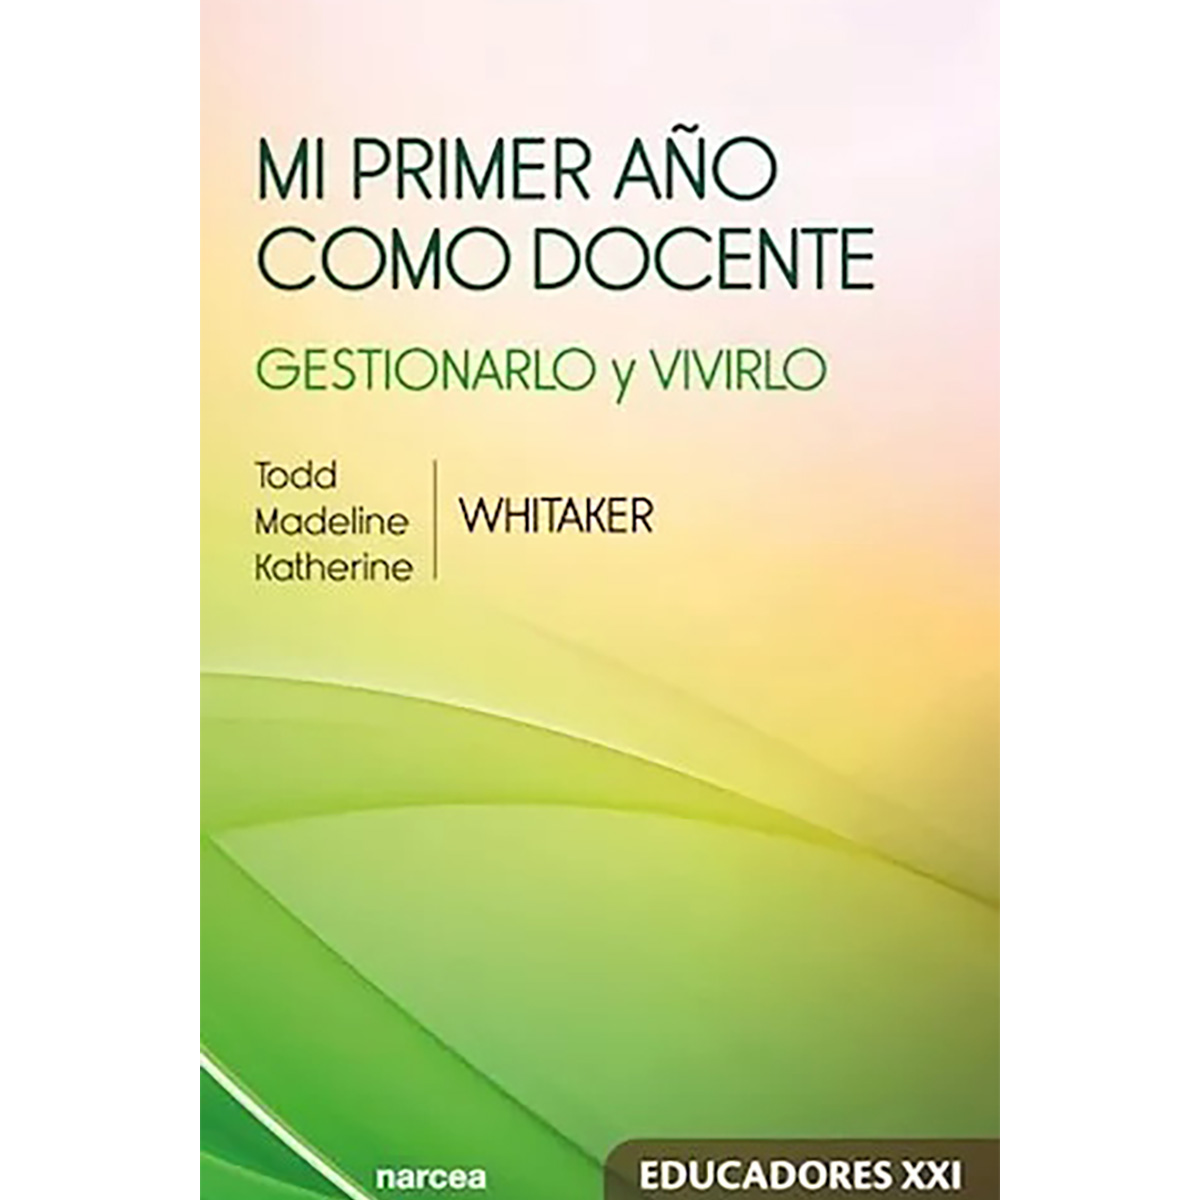 MI PRIMER AÑO
COMO DOCENTE
GESTIONARLO y VIVIRLO
Todd
Madeline
Katherine
WHITAKER
narcea
EDUCADORES XXI